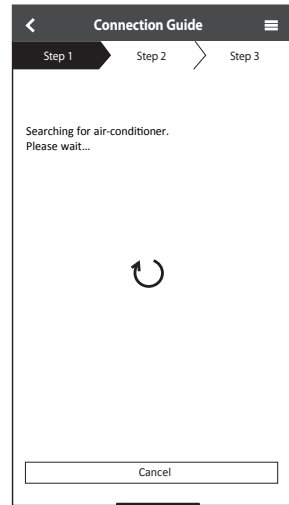 Connection Guide
Step 1 Step 2 Step 3
Searching for air-conditioner.
Please wait...
Cancel